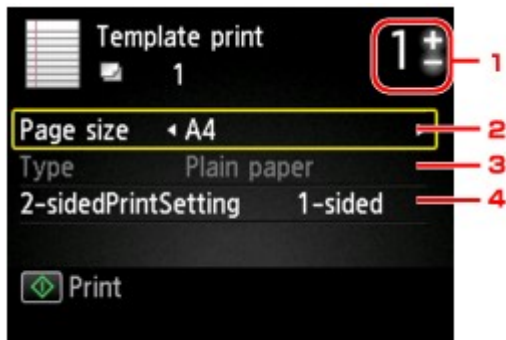 Template print
1
1 + -
1
Page size A4
2
Type Plain paper
3
2-sidedPrintSetting 1-sided
4
Print